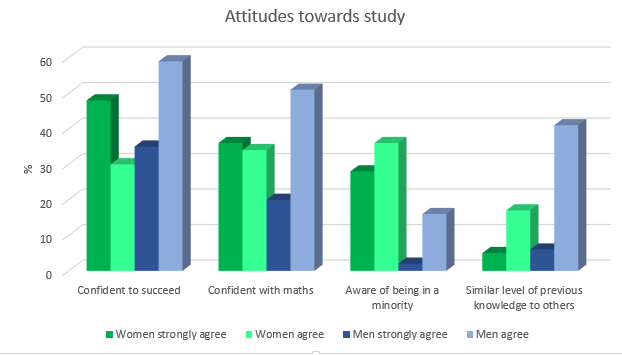 Attitudes towards study
60
50
40
30
20
10
0
%
Confident to succeed
Confident with maths
Aware of being in a
minority
Similar level of previous
knowledge to others
Women strongly agree
Women agree
Men strongly agree
Men agree